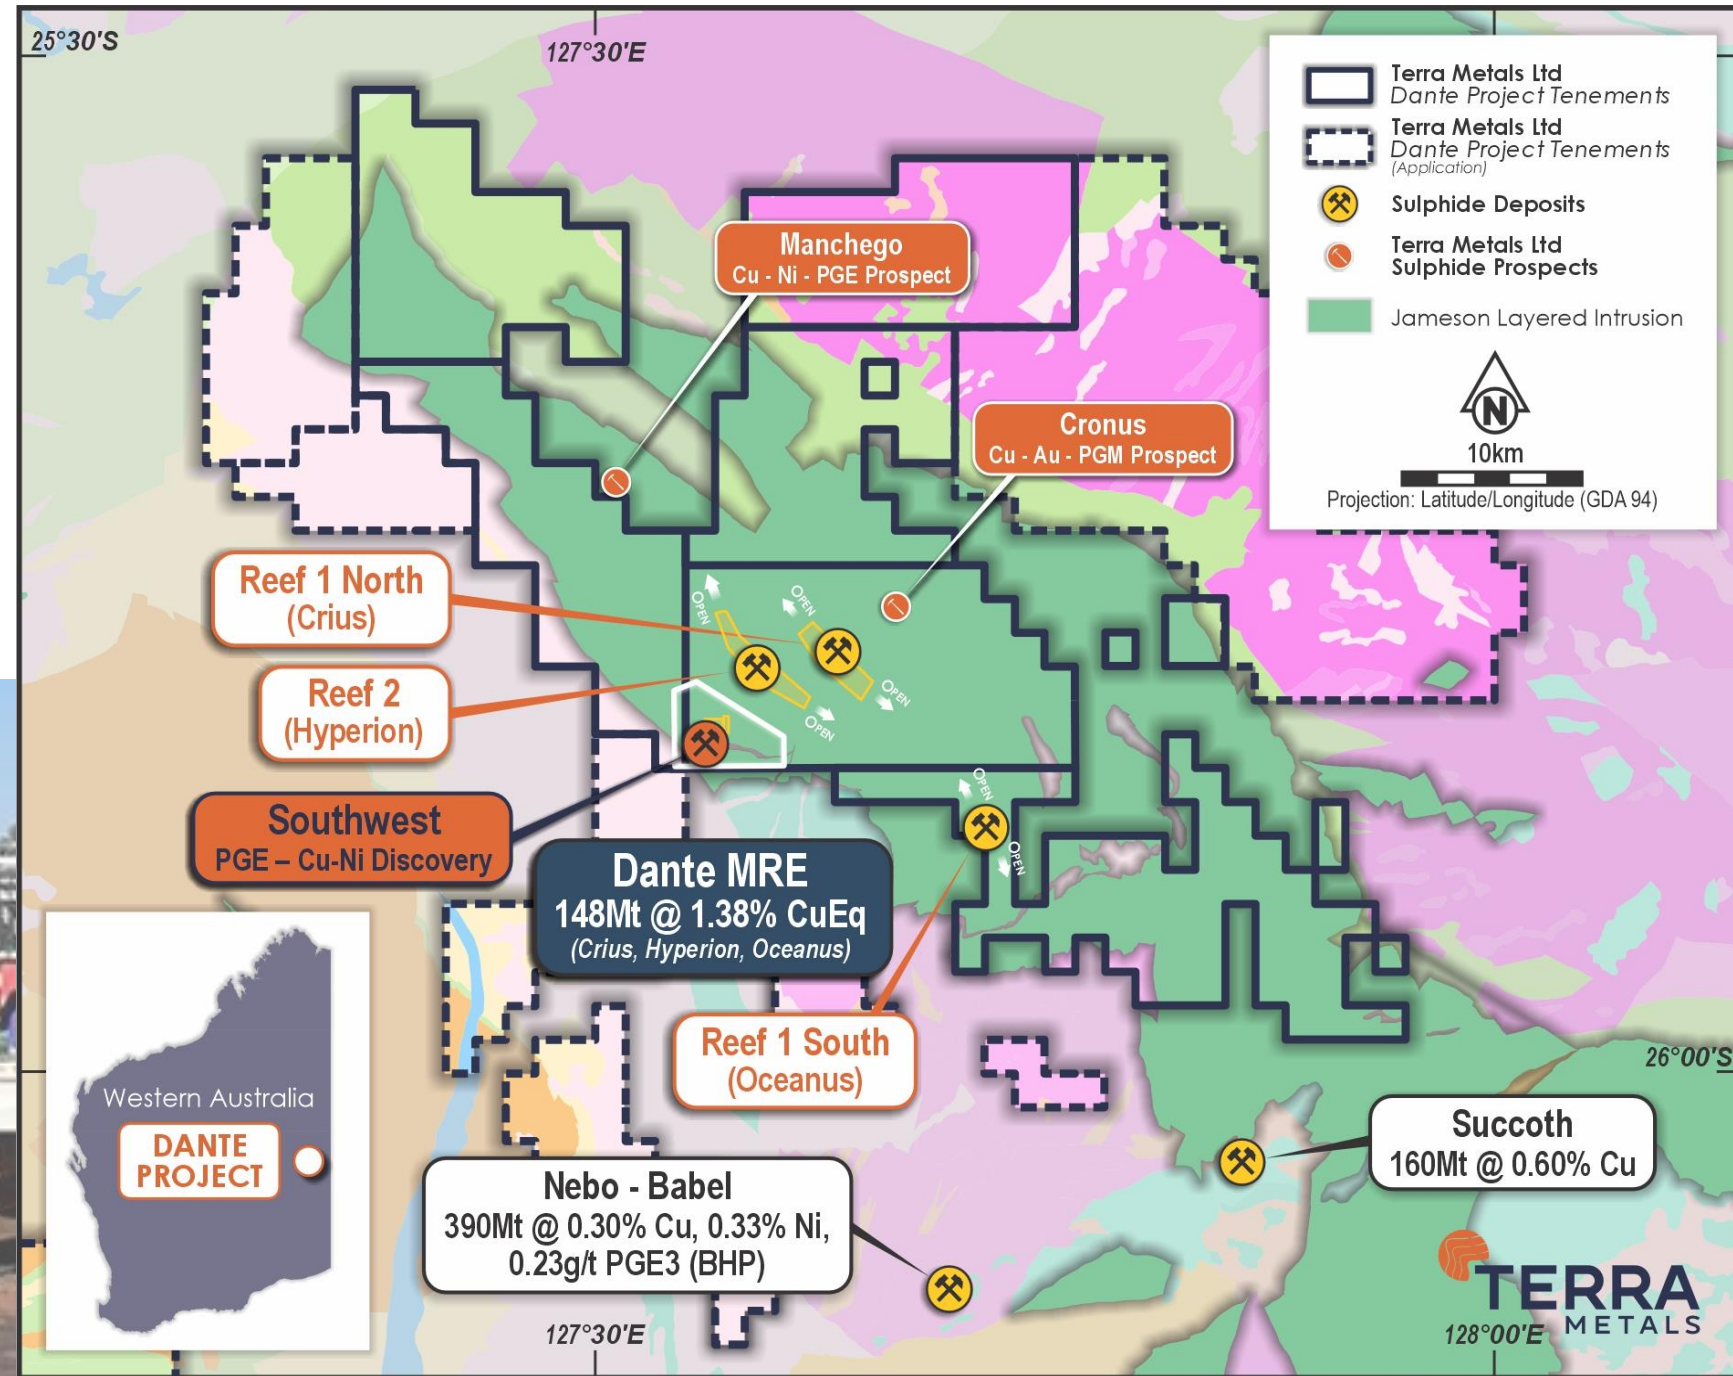 25°30'S
127°30'E
Terra Metals Ltd
Dante Project Tenements
Terra Metals Ltd
Dante Project Tenements
(Application)
Sulphide Deposits
Terra Metals Ltd
Sulphide Prospects
Jameson Layered Intrusion
N
10km
Projection: Latitude/Longitude (GDA 94)
Manchego
Cu - Ni - PGE Prospect
Cronus
Cu - Au - PGM Prospect
Reef 1 North
(Crius)
OPEN
OPEN
Reef 2
(Hyperion)
OPEN
OPEN
Southwest
PGE – Cu-Ni Discovery
OPEN
OPEN
Dante MRE
148Mt @ 1.38% CuEq
(Crius, Hyperion, Oceanus)
Reef 1 South
(Oceanus)
26°00'S
Western Australia
DANTE
PROJECT
Succoth
160Mt @ 0.60% Cu
Nebo - Babel
390Mt @ 0.30% Cu, 0.33% Ni,
0.23g/t PGE3 (BHP)
TERRA
METALS
127°30'E
128°00'E